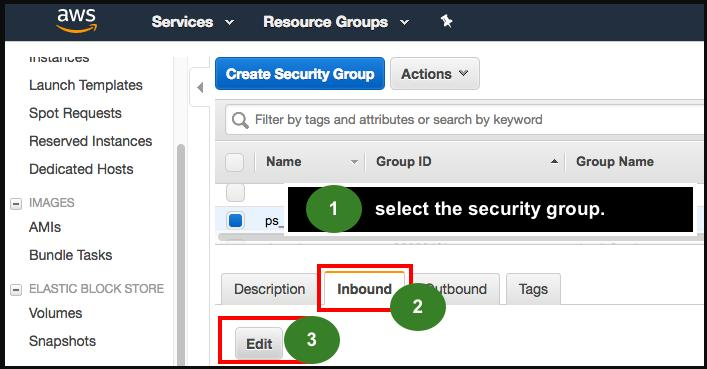 aws
Services
Resource Groups
Instances
Launch Templates
Spot Requests
Reserved Instances
Dedicated Hosts
IMAGES
AMIs
Bundle Tasks
ELASTIC BLOCK STORE
Volumes
Snapshots
Create Security Group
Actions
Filter by tags and attributes or search by keyword
Name
Group ID
Group Name
1 select the security group.
ps_
Description
Inbound
Outbound
Tags
2
Edit
3